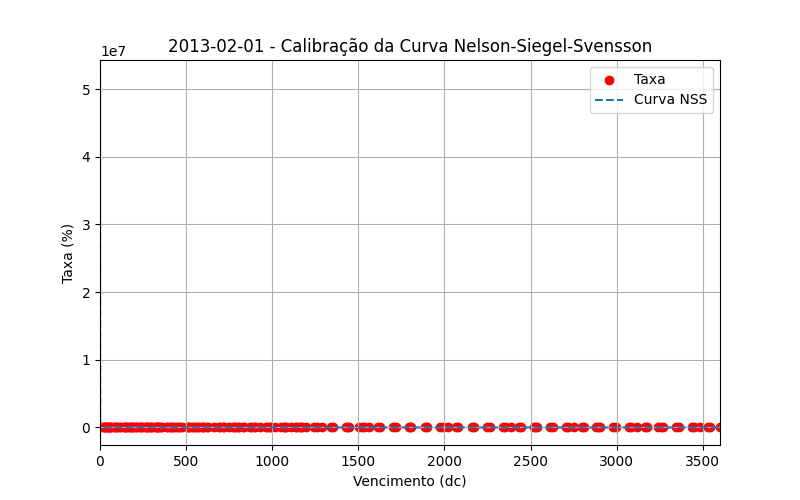 2013-02-01 - Calibração da Curva Nelson-Siegel-Svensson
1e7
Taxa
Curva NSS
5
4
3
2
1
0
Taxa (%)
0 500 1000 1500 2000 2500 3000 3500
Vencimento (dc)